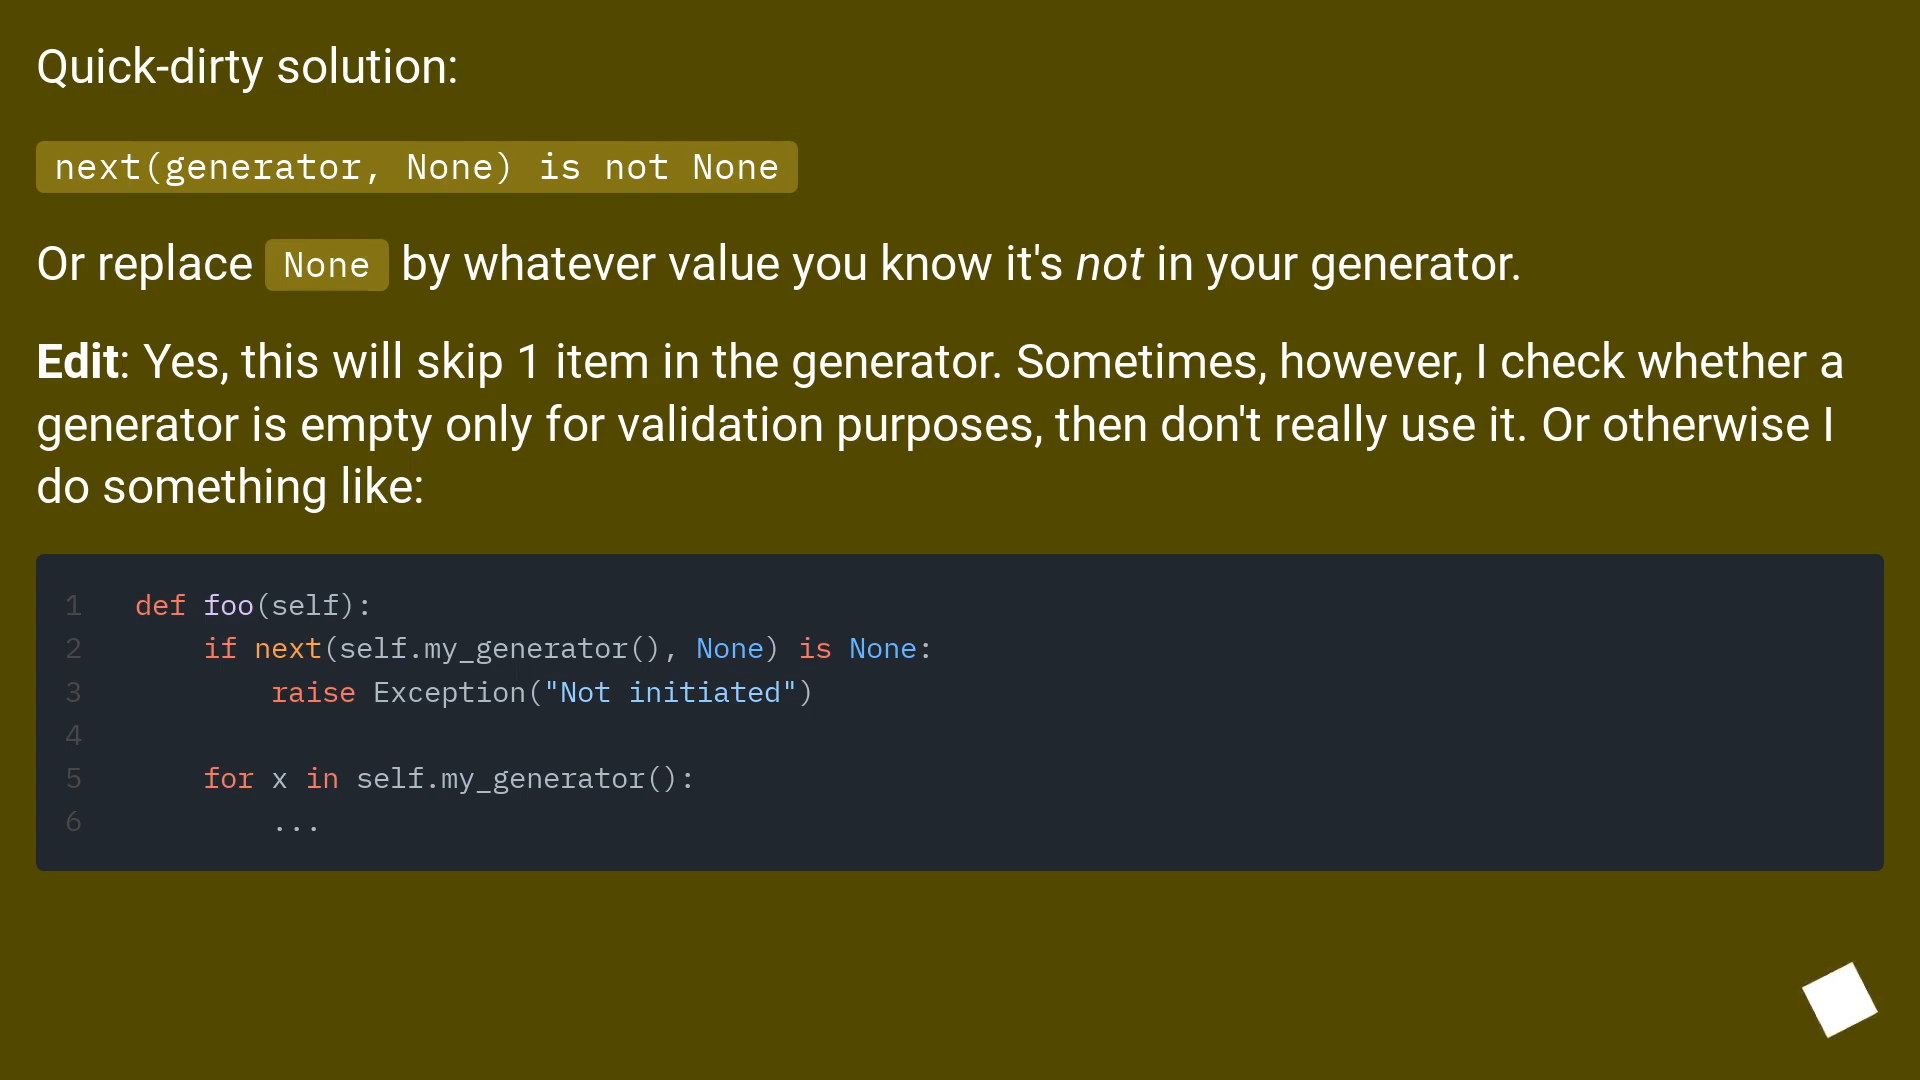 Quick-dirty solution:
next(generator, None) is not None
Or replace None by whatever value you know it's not in your generator.
Edit: Yes, this will skip 1 item in the generator. Sometimes, however, I check whether a
generator is empty only for validation purposes, then don't really use it. Or otherwise I
do something like:
1 def foo(self):
2     if next(self.my_generator(), None) is None:
3         raise Exception("Not initiated")
4
5     for x in self.my_generator():
6         ...